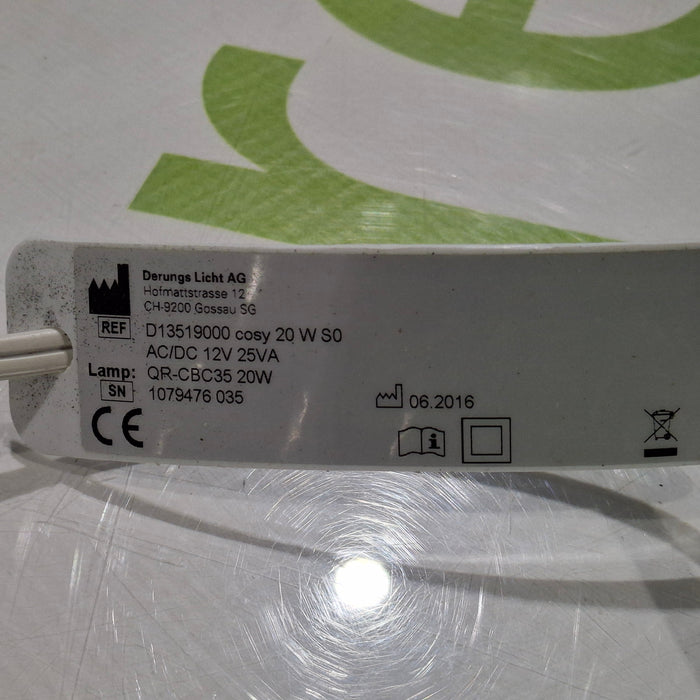 Derungs Licht AG
Hofmattstrasse 12
CH-9200 Gossau SG
REF D13519000 cosy 20 W S0
AC/DC 12V 25VA
Lamp: QR-CBC35 20W
SN 1079476 035
06.2016
CE